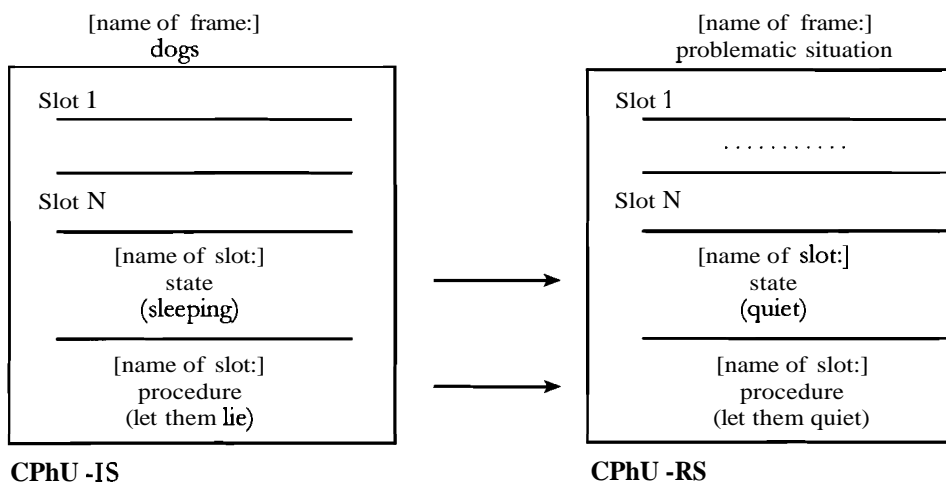 [name of frame:]
dogs
Slot 1
Slot N
[name of slot:]
state
(sleeping)
[name of slot:]
procedure
(let them lie)
CPhU -IS
[name of frame:]
problematic situation
Slot 1
. . . . . . . . . . .
Slot N
[name of slot:]
state
(quiet)
[name of slot:]
procedure
(let them quiet)
CPhU -RS